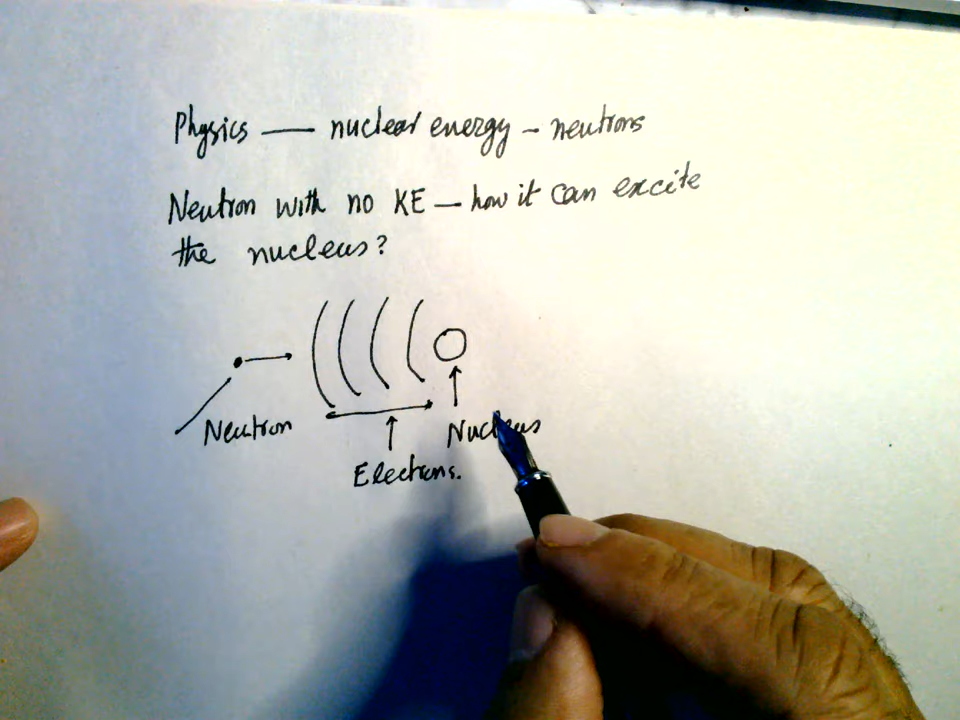 Physics — nuclear energy - neutrons
Neutron with no KE — how it can excite
the nucleus?
Neutron
Nucleus
Electrons.